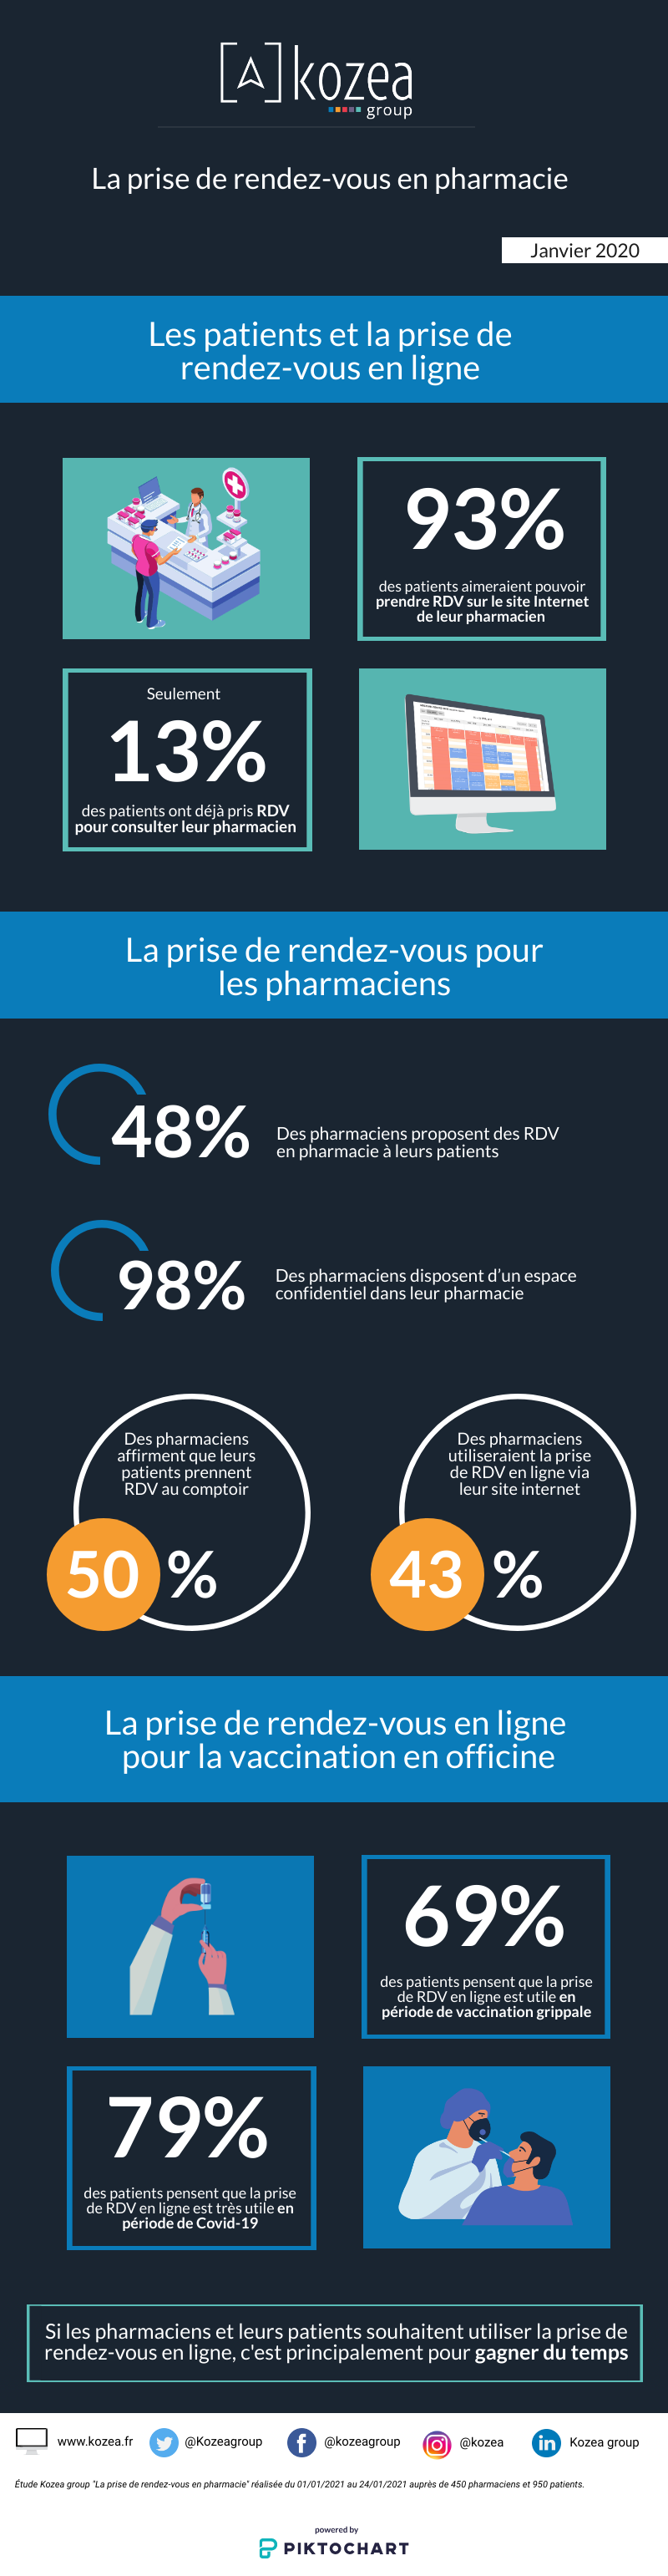 [A] kozea
group
La prise de rendez-vous en pharmacie
Janvier 2020
Les patients et la prise de
rendez-vous en ligne
93%
des patients aimeraient pouvoir
prendre RDV sur le site Internet
de leur pharmacien
Seulement
13%
des patients ont déjà pris RDV
pour consulter leur pharmacien
La prise de rendez-vous pour
les pharmaciens
48%
Des pharmaciens proposent des RDV
en pharmacie à leurs patients
98%
Des pharmaciens disposent d'un espace
confidentiel dans leur pharmacie
Des pharmaciens
affirment que leurs
patients prennent
RDV au comptoir
50 %
Des pharmaciens
utiliseraient la prise
de RDV en ligne via
leur site internet
43 %
La prise de rendez-vous en ligne
pour la vaccination en officine
69%
des patients pensent que la prise
de RDV en ligne est utile en
période de vaccination grippale
79%
des patients pensent que la prise
de RDV en ligne est très utile en
période de Covid-19
Si les pharmaciens et leurs patients souhaitent utiliser la prise de
rendez-vous en ligne, c'est principalement pour gagner du temps
www.kozea.fr @Kozeagroup @kozeagroup @kozea Kozea group
Étude Kozea group "La prise de rendez-vous en pharmacie" réalisée du 01/01/2021 au 24/01/2021 auprès de 450 pharmaciens et 950 patients.
powered by
PIKTOCHART